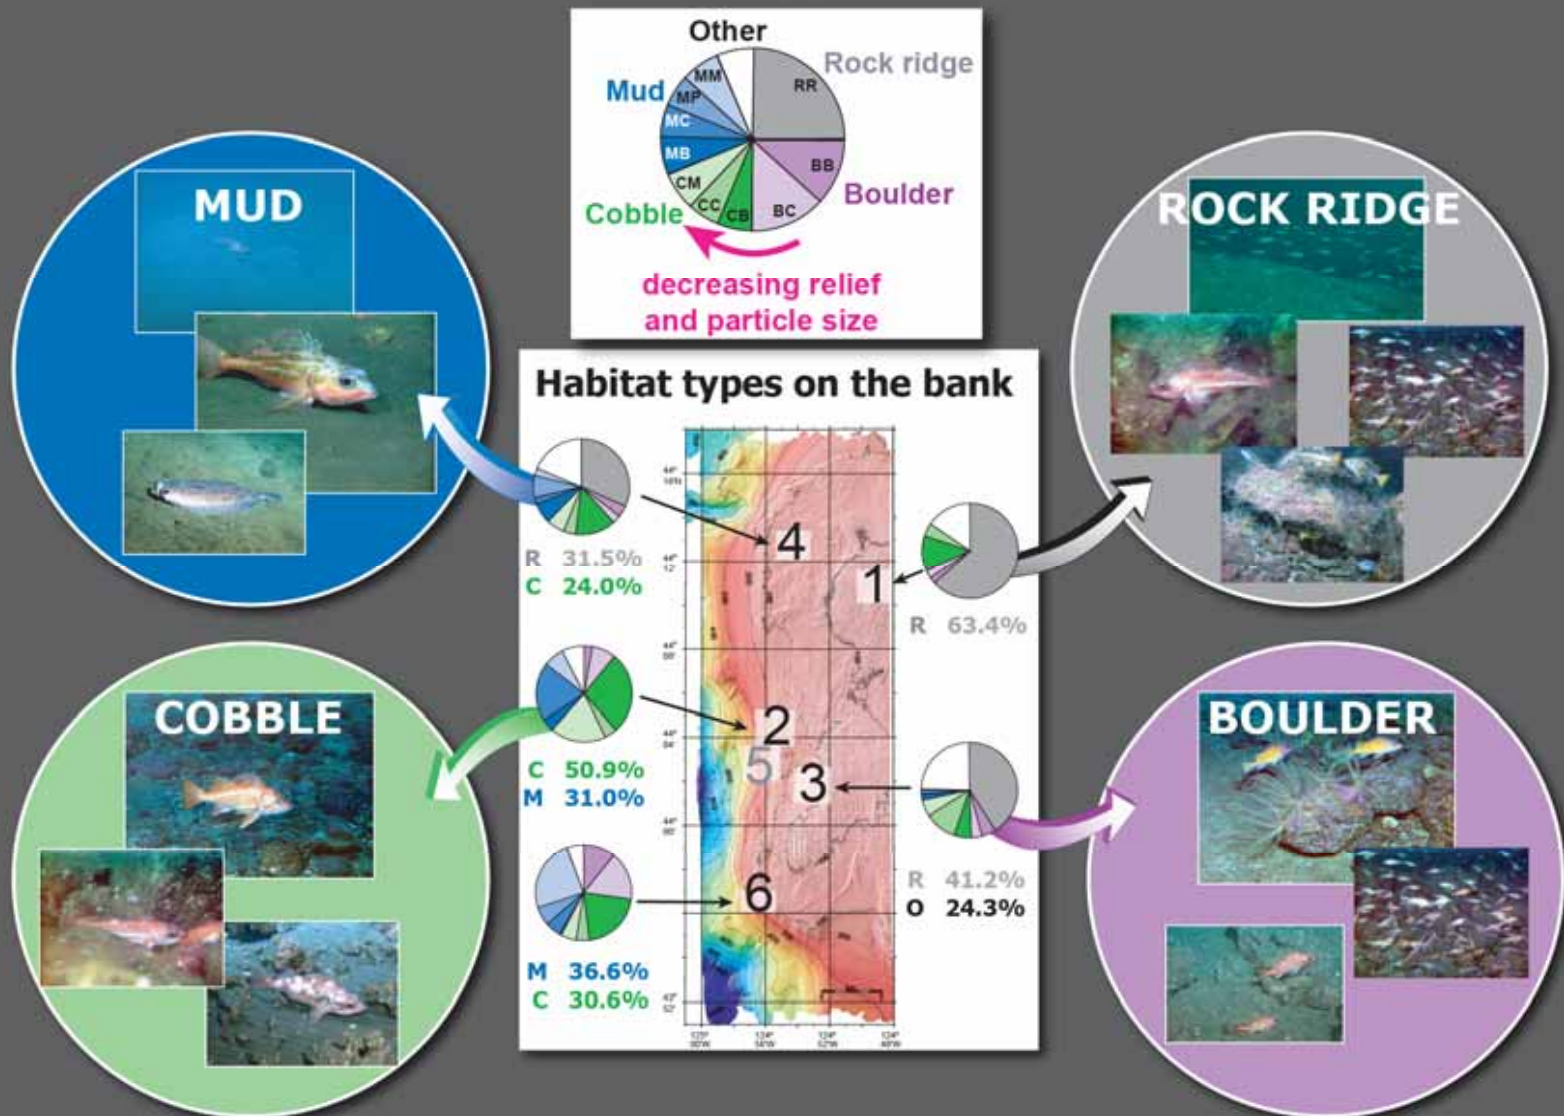 Other
Rock ridge
Mud
Boulder
Cobble
MM
RR
MP
MC
MB
BB
CM
CC
CB
BC
decreasing relief
and particle size
MUD
ROCK RIDGE
Habitat types on the bank
R 31.5%
C 24.0%
4
1
R 63.4%
COBBLE
BOULDER
C 50.9%
M 31.0%
2
5
3
R 41.2%
O 24.3%
6
M 36.6%
C 30.6%